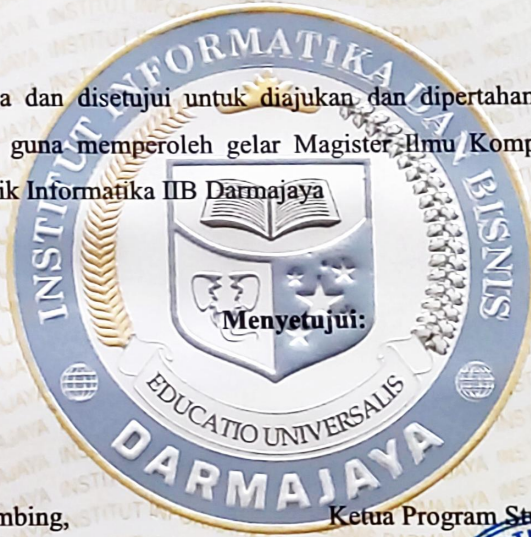 INSTITUT INFORMATIKA DAN BISNIS
a dan disetujui untuk diajukan dan dipertahan
guna memperoleh gelar Magister Ilmu Komp
ik Informatika IIB Darmajaya
Menyetujui:
EDUCATIO UNIVERSALIS
DARMAJAYA
mbing,
Ketua Program Stu